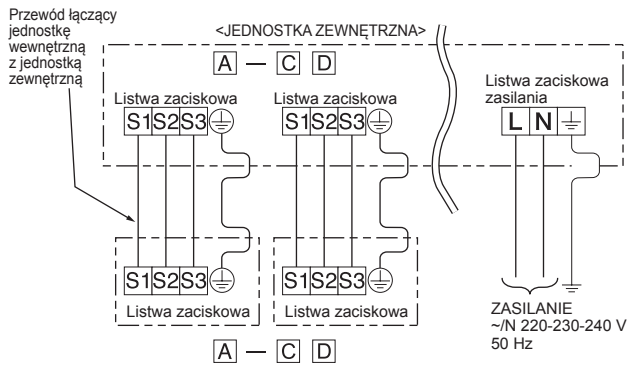 Przewód łączący
jednostkę
wewnętrzną
z jednostką
zewnętrzną
<JEDNOSTKA ZEWNĘTRZNA>
A — C D
Listwa zaciskowa
S1 S2 S3
Listwa zaciskowa
S1 S2 S3
Listwa zaciskowa
zasilania
L N
S1 S2 S3
Listwa zaciskowa
S1 S2 S3
Listwa zaciskowa
A — C D
ZASILANIE
~/N 220-230-240 V
50 Hz